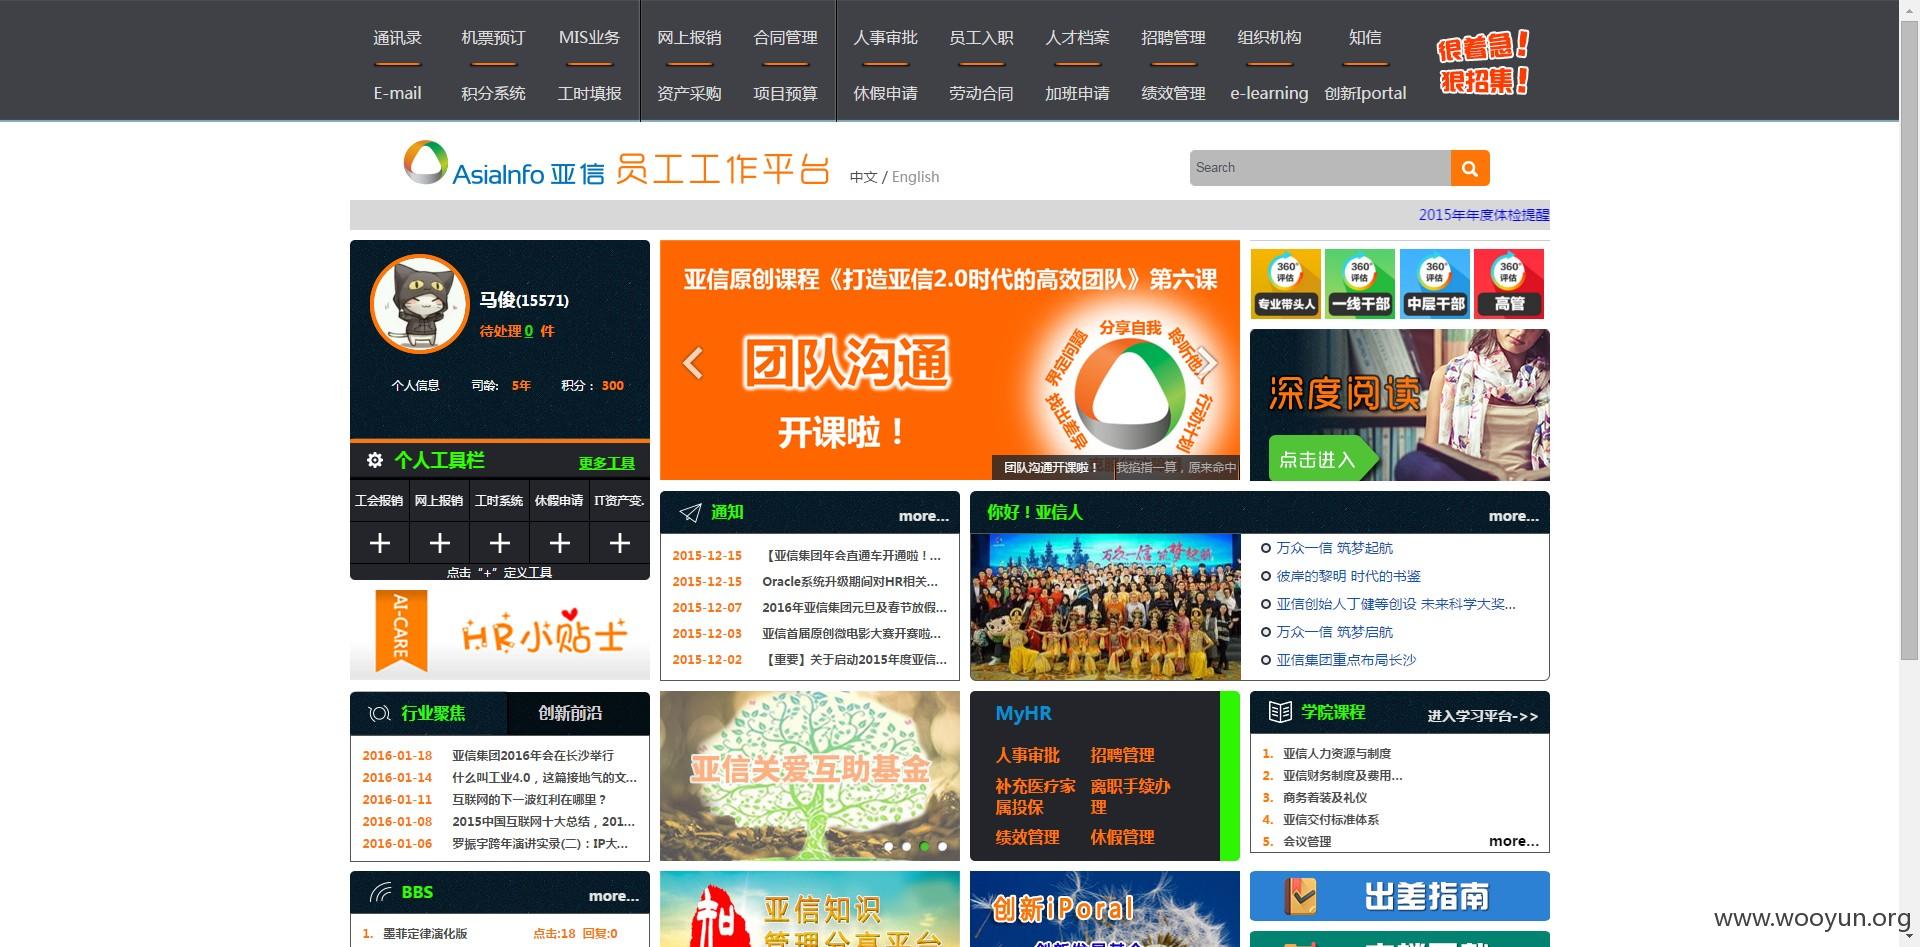 通讯录 机票预订 MIS业务 网上报销 合同管理 人事审批 员工入职 人才档案 招聘管理 组织机构 知信
E-mail 积分系统 工时填报 资产采购 项目预算 休假申请 劳动合同 加班申请 绩效管理 e-learning 创新Iportal
很着急！
狠招集！
AsiaInfo 亚信 员工工作平台 中文 / English
Search
2015年年度体检提醒
马俊(15571)
待处理0 件
个人信息 司龄: 5年 积分：300
个人工具栏 更多工具
工会报销 网上报销 工时系统 休假申请 IT资产变.
点击 "+" 定义工具
AI-CARE
HR小贴士
亚信原创课程《打造亚信2.0时代的高效团队》第六课
团队沟通
开课啦！
分享自我
界定问题
找出差异
行动计划
团队沟通开课啦！ 我掐指一算，原来命中
360°评估 专业带头人
360°评估 一线干部
360°评估 中层干部
360°评估 高管
深度阅读
点击进入
通知 more...
2015-12-15 【亚信集团年会直通车开通啦！...
2015-12-15 Oracle系统升级期间对HR相关...
2015-12-07 2016年亚信集团元旦及春节放假...
2015-12-03 亚信首届原创微电影大赛开赛啦...
2015-12-02 【重要】关于启动2015年度亚信...
你好！亚信人 more...
万众一信 筑梦起航
万众一信 筑梦起航
彼岸的黎明 时代的书鉴
亚信创始人丁健等创设 未来科学大奖...
万众一信 筑梦启航
亚信集团重点布局长沙
行业聚焦 创新前沿
2016-01-18 亚信集团2016年会在长沙举行
2016-01-14 什么叫工业4.0，这篇接地气的文...
2016-01-11 互联网的下一波红利在哪里？
2016-01-08 2015中国互联网十大总结，201...
2016-01-06 罗振宇跨年演讲实录(二)：IP大...
亚信关爱互助基金
MyHR
人事审批 招聘管理
补充医疗家属投保 离职手续办理
绩效管理 休假管理
学院课程 进入学习平台->>
1. 亚信人力资源与制度
2. 亚信财务制度及费用...
3. 商务着装及礼仪
4. 亚信交付标准体系
5. 会议管理 more...
BBS more...
1. 墨菲定律演化版 点击:18 回复:0
亚信知识
管理分享平台
创新iPoral
创新发展基金
出差指南
www.wooyun.org